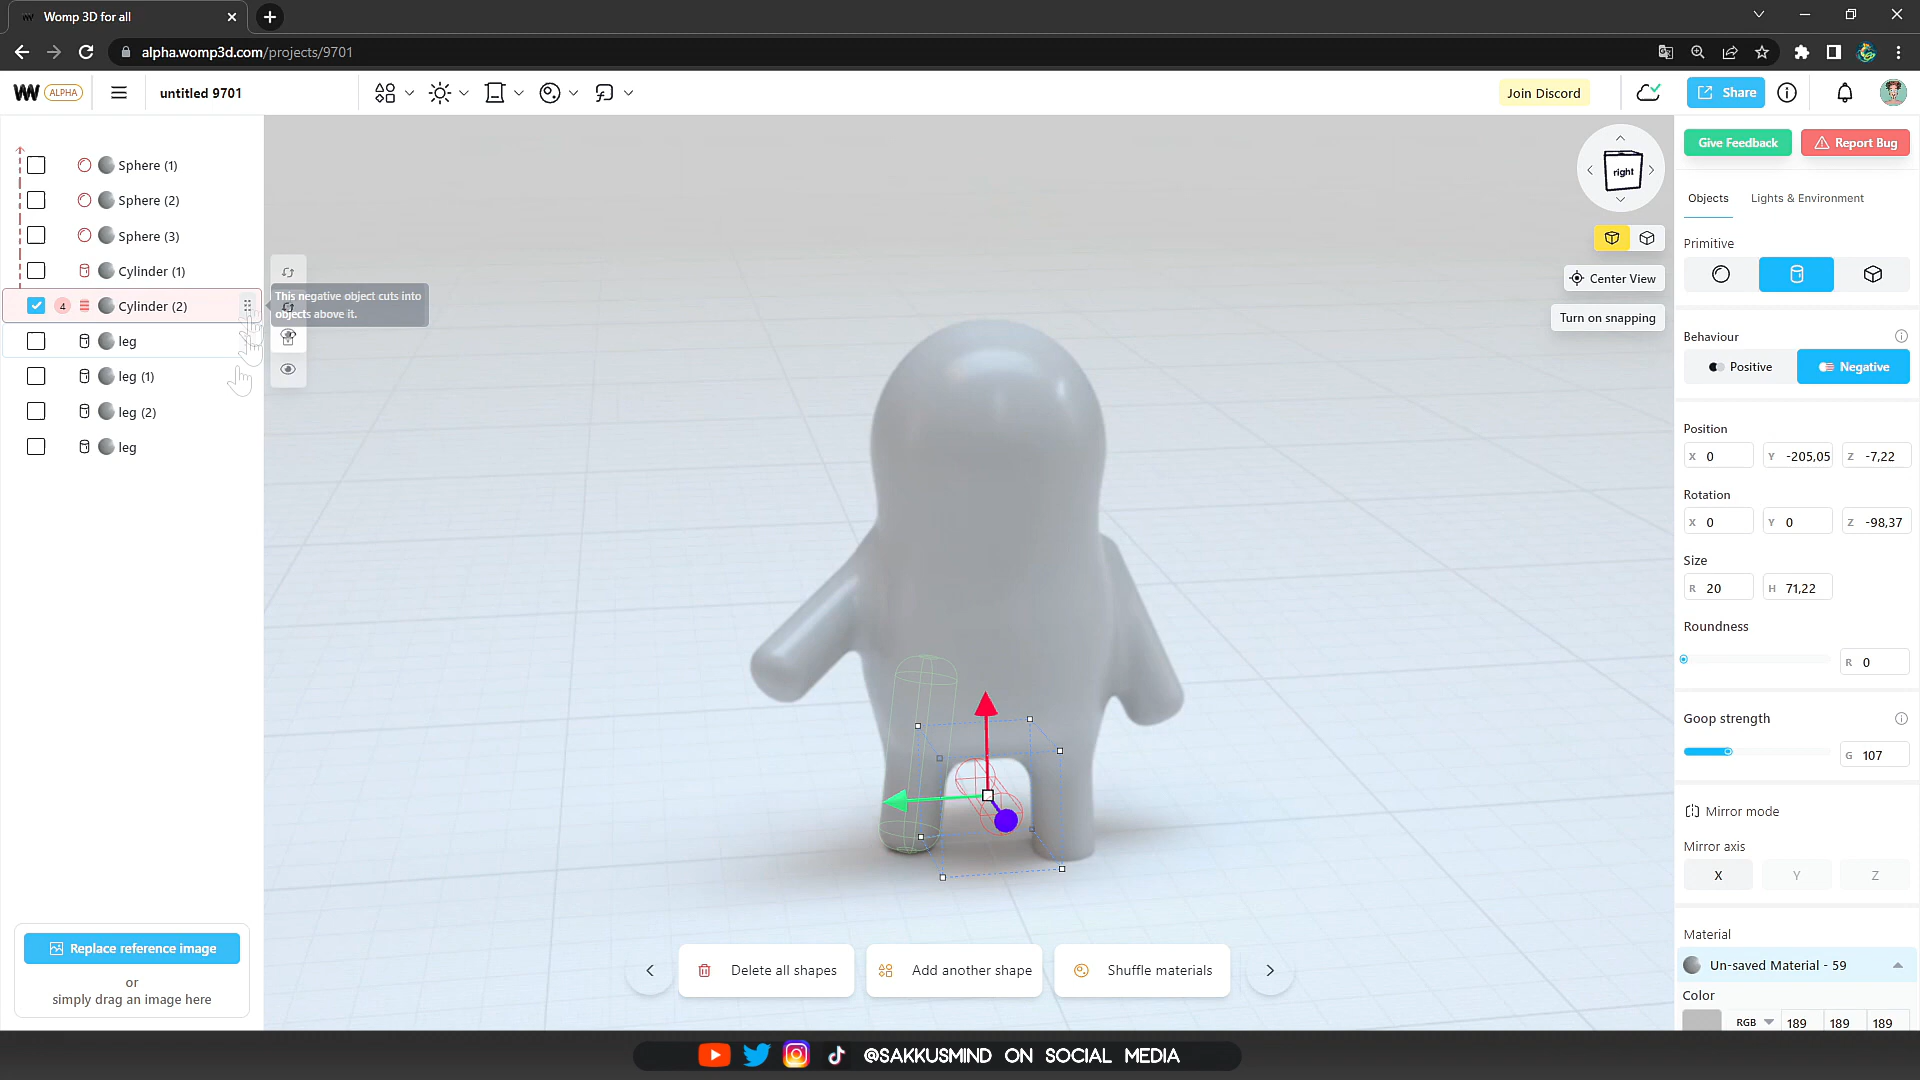 Womp 3D for all
alpha.womp3d.com/projects/9701
ALPHA
untitled 9701
Join Discord
Share
Sphere (1)
Sphere (2)
Sphere (3)
Cylinder (1)
4
Cylinder (2)
This negative object cuts into
objects above it.
leg
leg (1)
leg (2)
leg
Replace reference image
or
simply drag an image here
right
Center View
Turn on snapping
Delete all shapes
Add another shape
Shuffle materials
Give Feedback
Report Bug
Objects
Lights & Environment
Primitive
Behaviour
Positive
Negative
Position
X 0 Y -205,05 Z -7,22
Rotation
X 0 Y 0 Z -98,37
Size
R 20 H 71,22
Roundness
R 0
Goop strength
G 107
Mirror mode
Mirror axis
X Y Z
Material
Un-saved Material - 59
Color
RGB 189 189 189
@SAKKUSMIND ON SOCIAL MEDIA